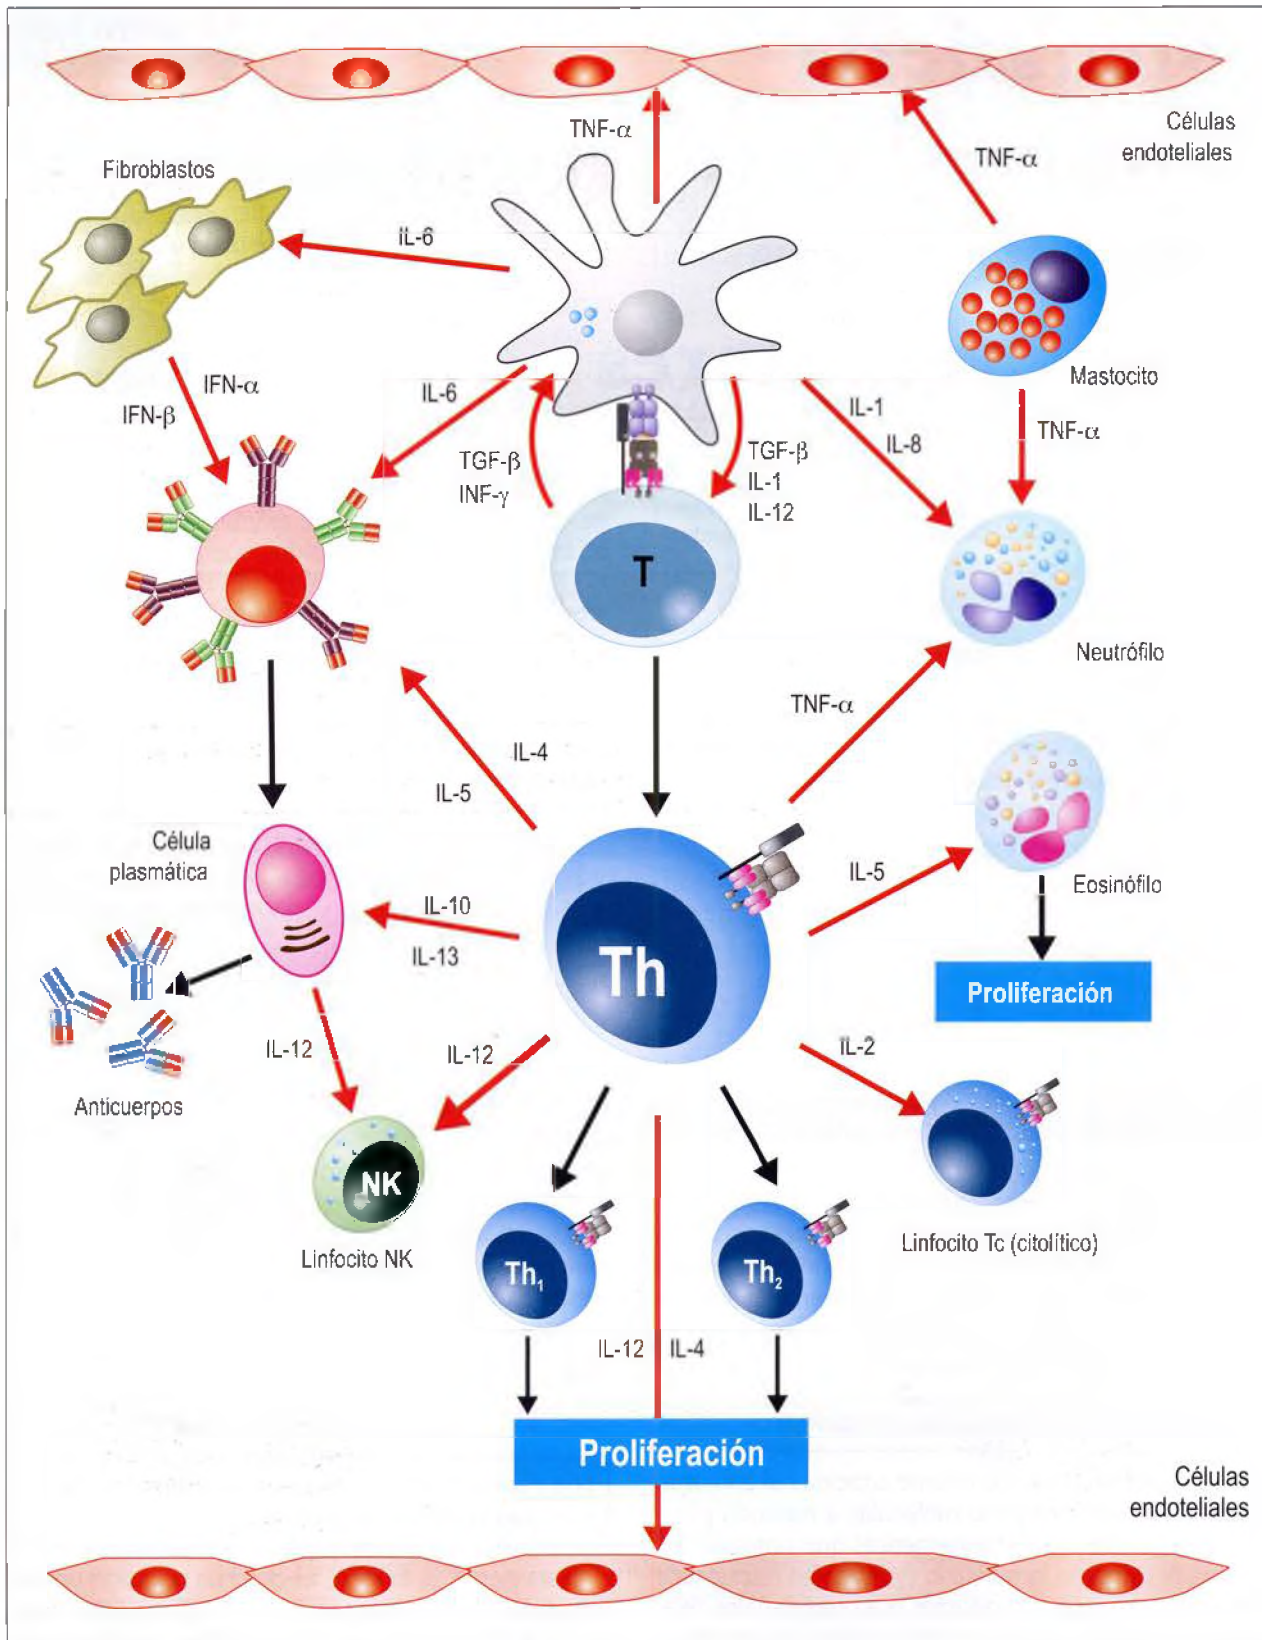 TNF-α
Células
endoteliales
TNF-α
Fibroblastos
IL-6
Mastocito
IFN-α
IFN-β
IL-6
IL-1
IL-8
TNF-α
TGF-β
INF-γ
TGF-β
IL-1
IL-12
T
Neutrófilo
TNF-α
IL-4
IL-5
Célula
plasmática
IL-5
Eosinófilo
IL-10
IL-13
Th
Proliferación
IL-12
IL-12
IL-2
Anticuerpos
NK
Linfocito NK
Linfocito Tc (citolítico)
Th₁
Th₂
IL-12
IL-4
Proliferación
Células
endoteliales